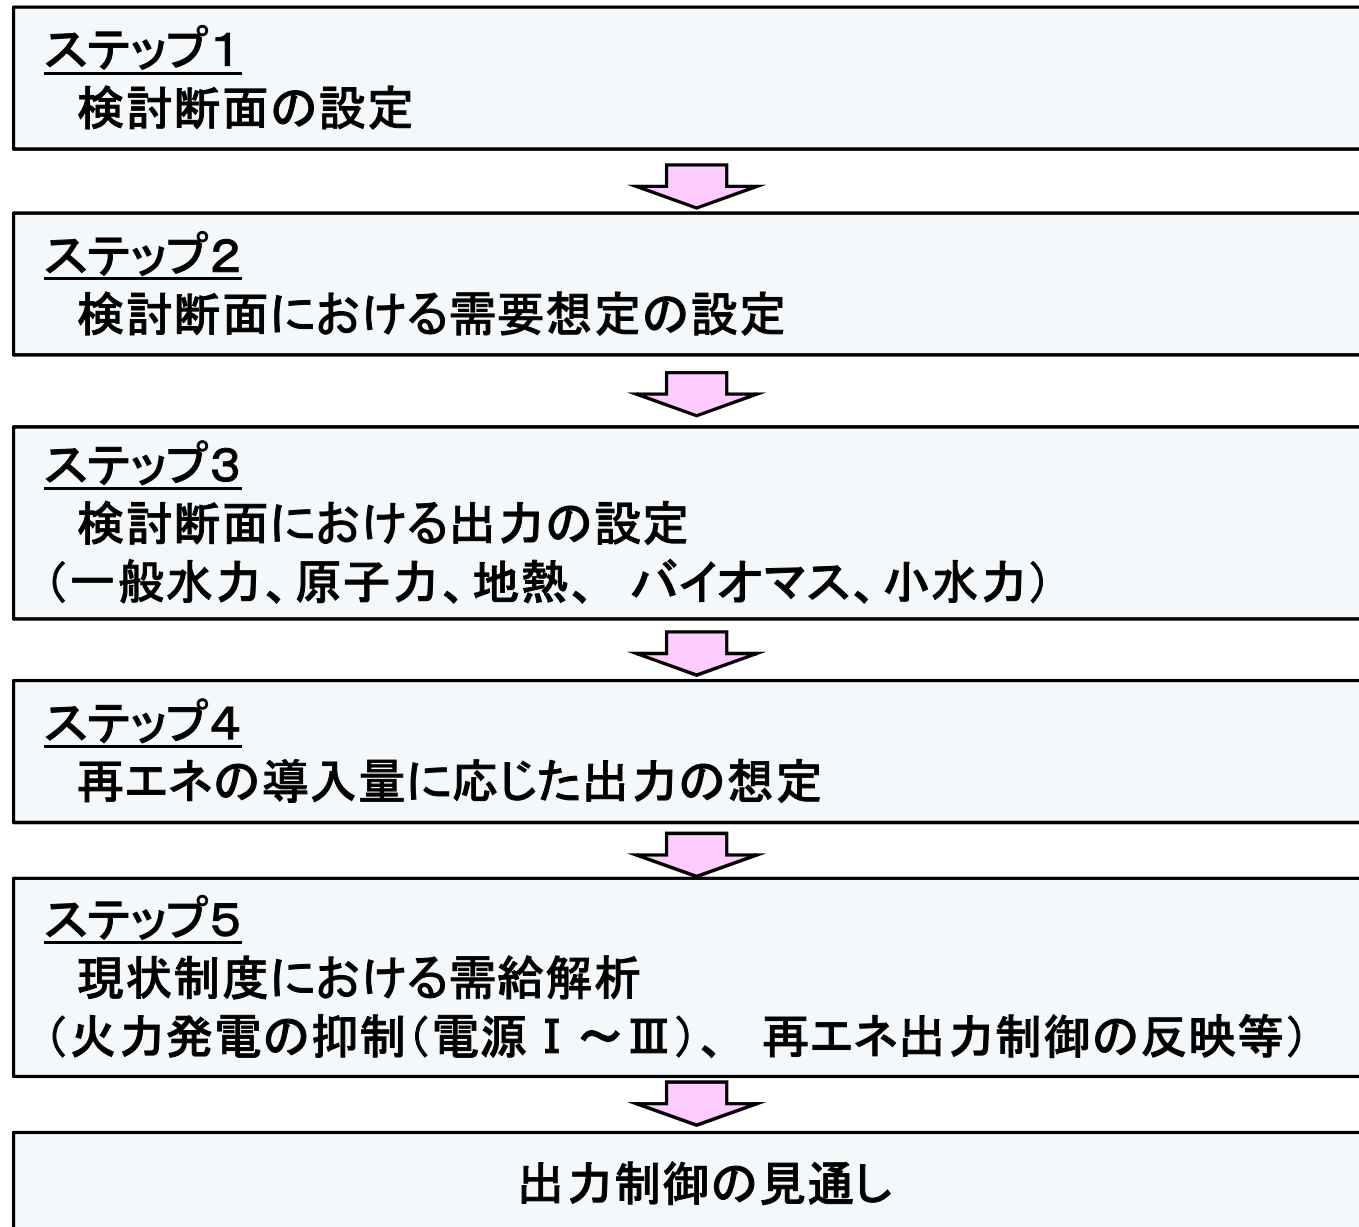 ステップ1
検討断面の設定
ステップ2
検討断面における需要想定の設定
ステップ3
検討断面における出力の設定
（一般水力、原子力、地熱、 バイオマス、小水力）
ステップ4
再エネの導入量に応じた出力の想定
ステップ5
現状制度における需給解析
（火力発電の抑制（電源Ⅰ～Ⅲ）、 再エネ出力制御の反映等）
出力制御の見通し